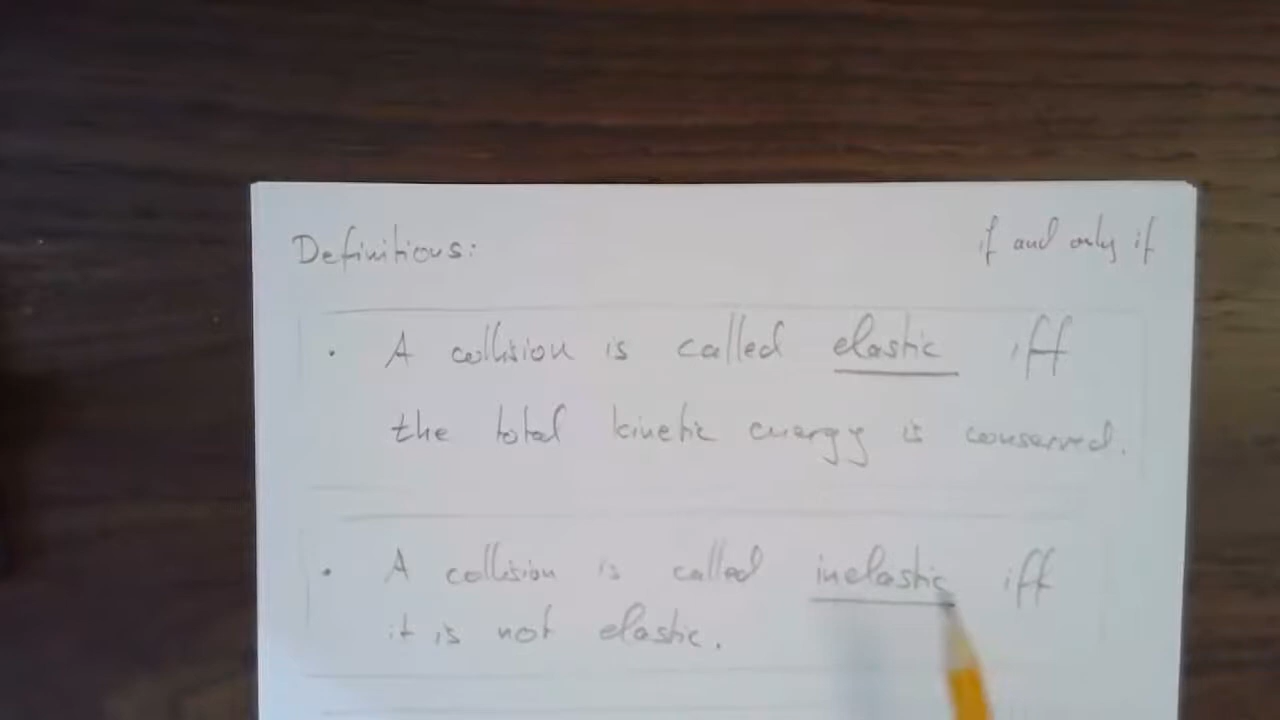 Definitions:
if and only if
· A collision is called elastic iff
the total kinetic energy is conserved.
· A collision is called inelastic iff
it is not elastic.